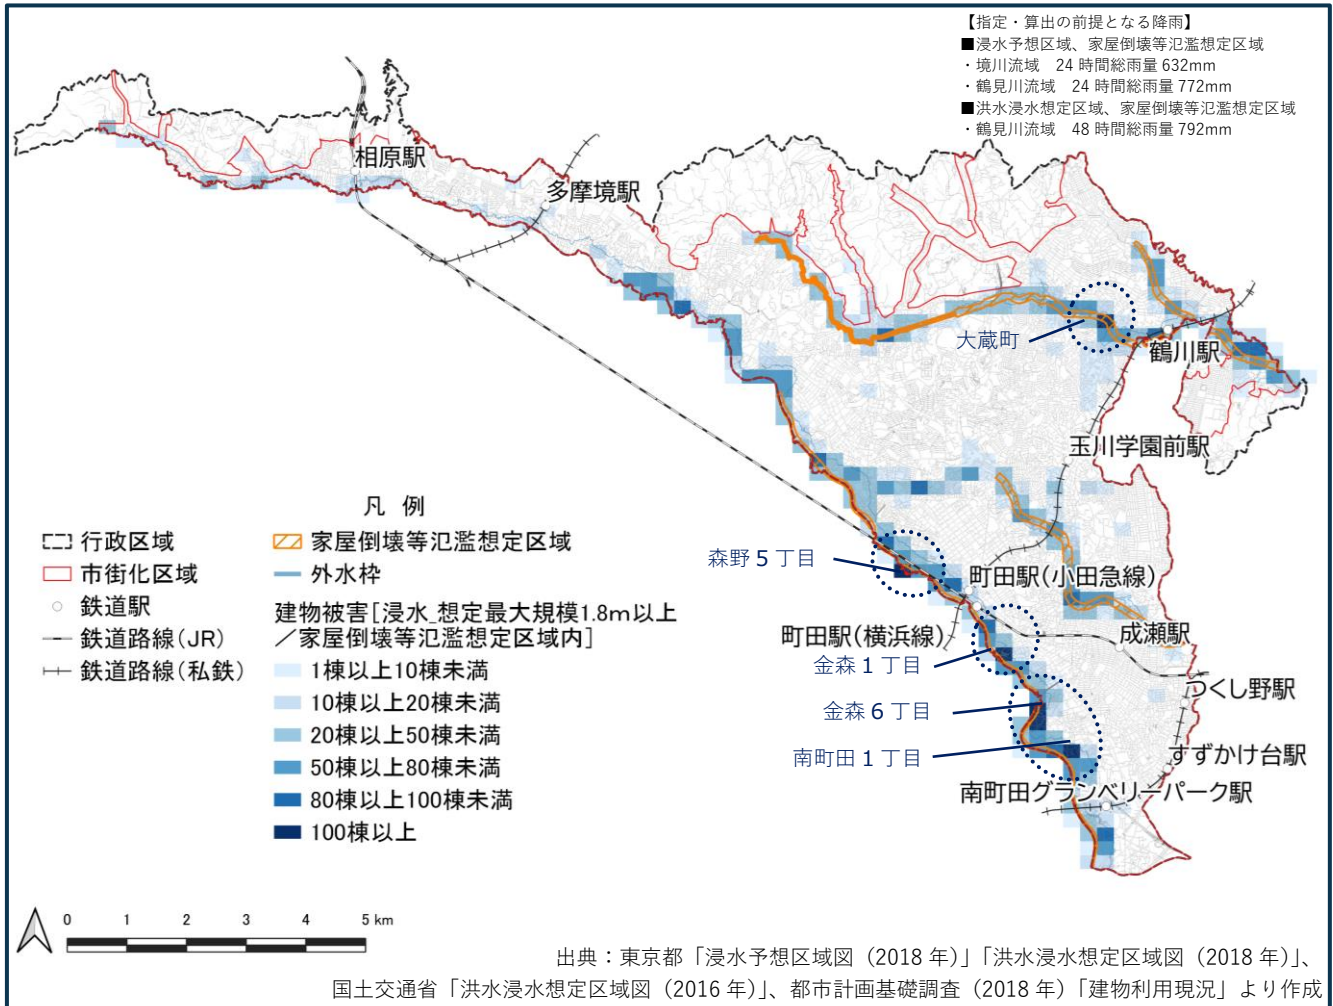 【指定・算出の前提となる降雨】
■浸水予想区域、家屋倒壊等氾濫想定区域
・境川流域　24 時間総雨量 632mm
・鶴見川流域　24 時間総雨量 772mm
■洪水浸水想定区域、家屋倒壊等氾濫想定区域
・鶴見川流域　48 時間総雨量 792mm
相原駅
多摩境駅
大蔵町
鶴川駅
玉川学園前駅
森野５丁目
町田駅(小田急線)
町田駅(横浜線)
成瀬駅
金森１丁目
つくし野駅
金森６丁目
南町田１丁目
すずかけ台駅
南町田グランベリーパーク駅
凡 例
行政区域
市街化区域
鉄道駅
鉄道路線(JR)
鉄道路線(私鉄)
家屋倒壊等氾濫想定区域
外水枠
建物被害[浸水_想定最大規模1.8m以上
／家屋倒壊等氾濫想定区域内]
1棟以上10棟未満
10棟以上20棟未満
20棟以上50棟未満
50棟以上80棟未満
80棟以上100棟未満
100棟以上
0 1 2 3 4 5 km
出典：東京都「浸水予想区域図（2018 年）」「洪水浸水想定区域図（2018 年）」、
国土交通省「洪水浸水想定区域図（2016 年）」、都市計画基礎調査（2018 年）「建物利用現況」より作成